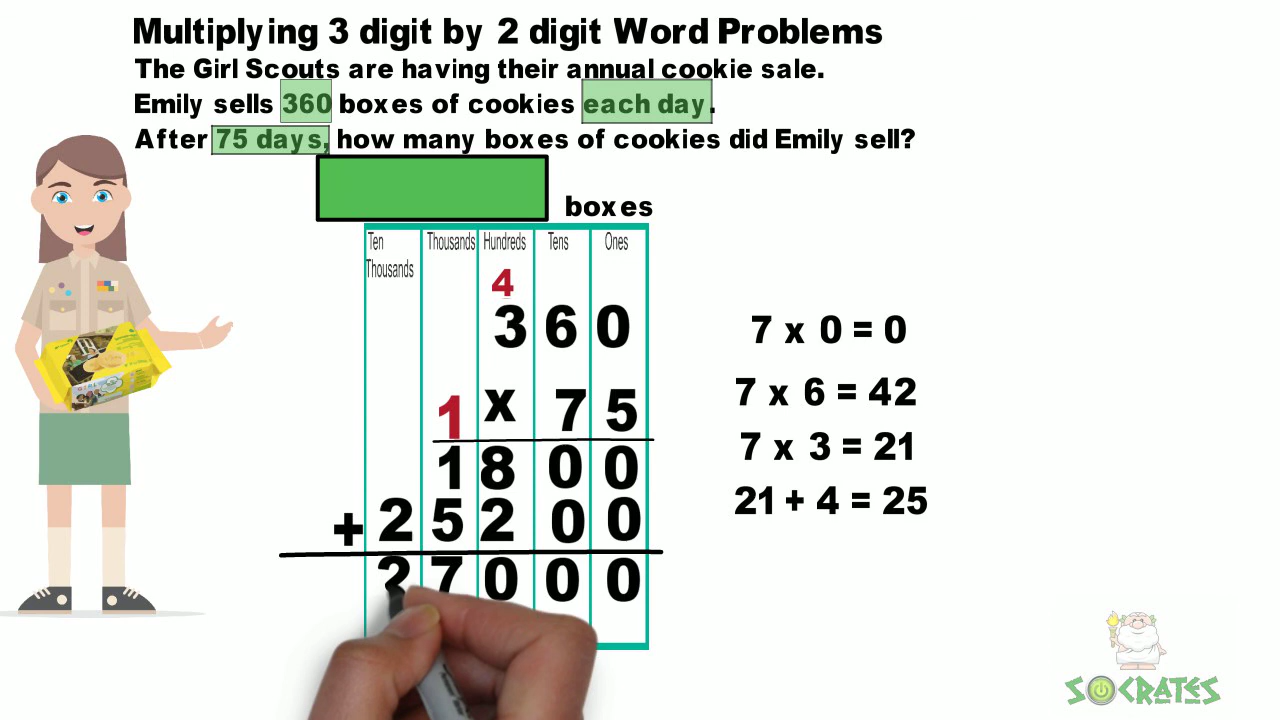 Multiplying 3 digit by 2 digit Word Problems
The Girl Scouts are having their annual cookie sale.
Emily sells 360 boxes of cookies each day.
After 75 days, how many boxes of cookies did Emily sell?
boxes
Ten Thousands Thousands Hundreds Tens Ones
4
360
1 x 75
1800
+ 25200
27000
7 x 0 = 0
7 x 6 = 42
7 x 3 = 21
21 + 4 = 25
SOCRATES